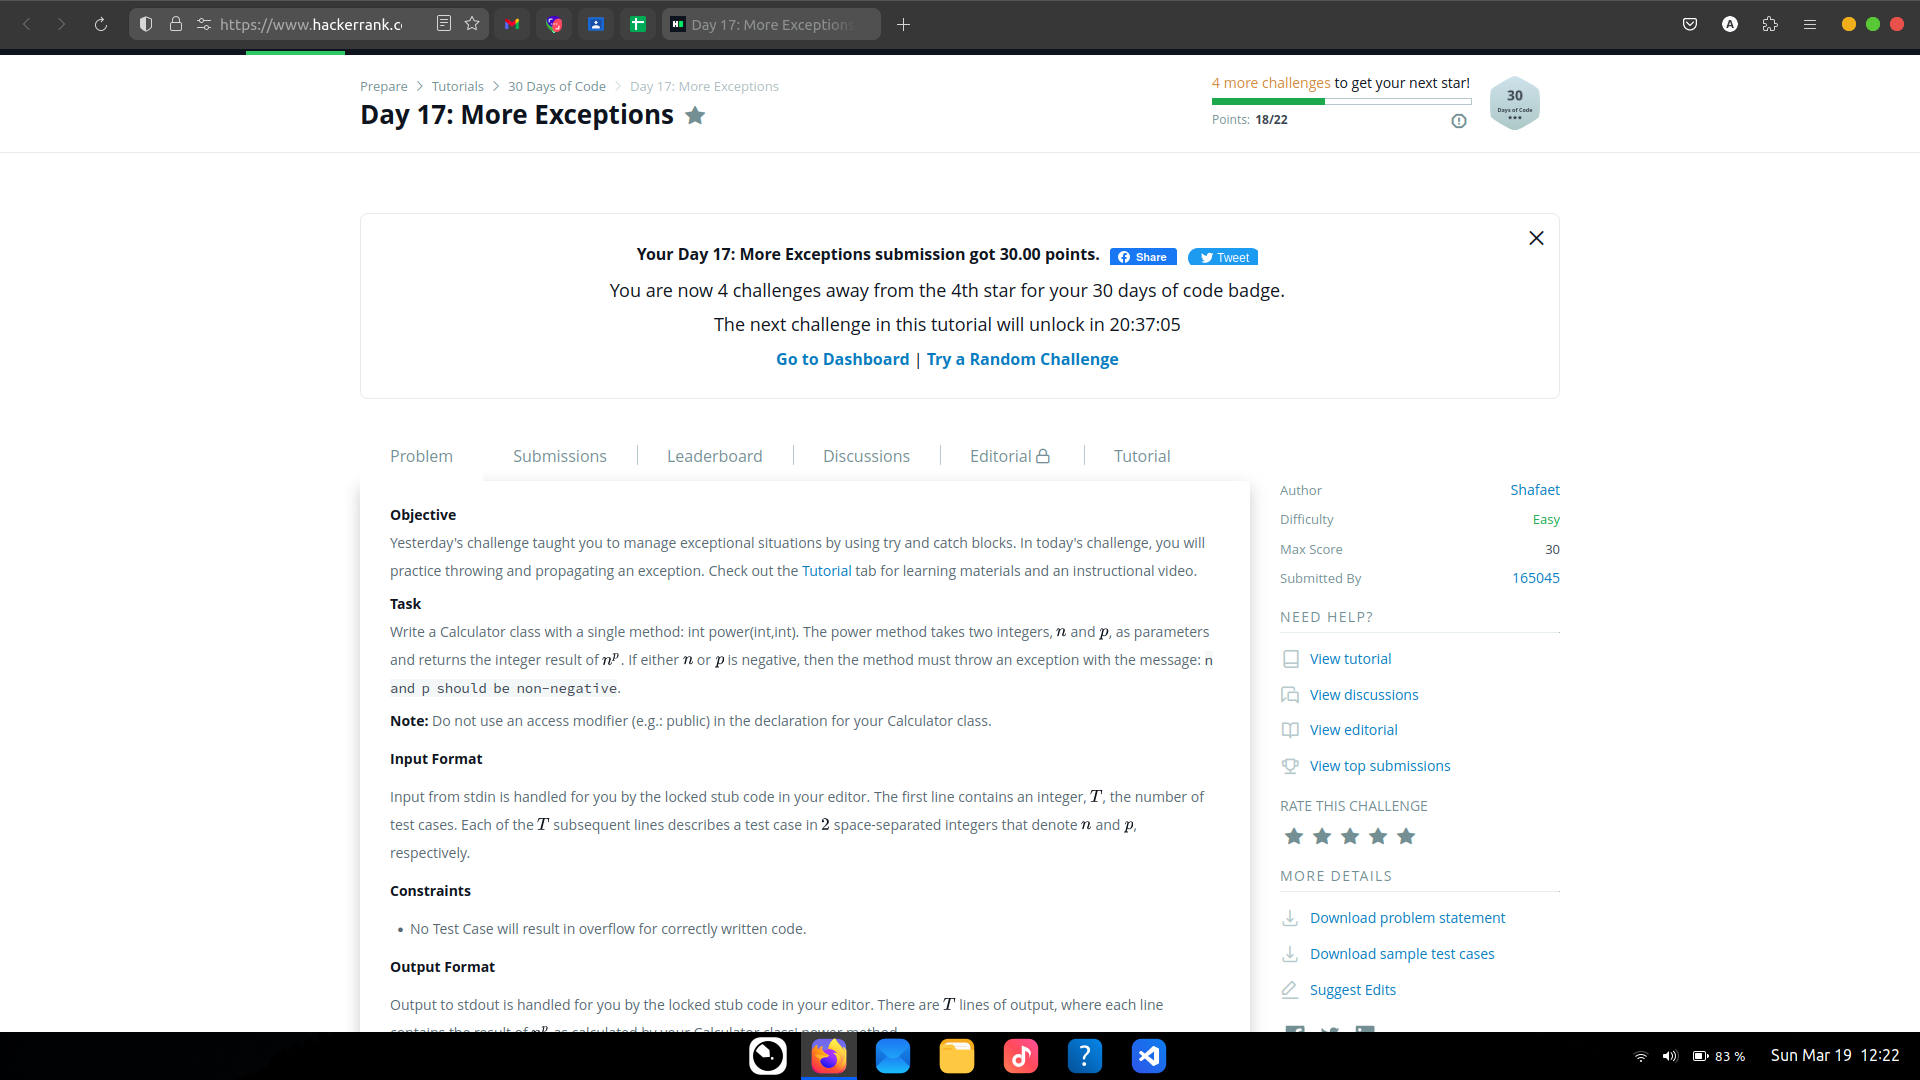 https://www.hackerrank.c
Day 17: More Exceptions
Prepare > Tutorials > 30 Days of Code > Day 17: More Exceptions
Day 17: More Exceptions
4 more challenges to get your next star!
Points: 18/22
30
Days of Code
Your Day 17: More Exceptions submission got 30.00 points. Share Tweet
You are now 4 challenges away from the 4th star for your 30 days of code badge.
The next challenge in this tutorial will unlock in 20:37:05
Go to Dashboard | Try a Random Challenge
Problem Submissions Leaderboard Discussions Editorial Tutorial
Objective
Yesterday's challenge taught you to manage exceptional situations by using try and catch blocks. In today's challenge, you will
practice throwing and propagating an exception. Check out the Tutorial tab for learning materials and an instructional video.
Task
Write a Calculator class with a single method: int power(int,int). The power method takes two integers, n and p, as parameters
and returns the integer result of n^p. If either n or p is negative, then the method must throw an exception with the message: n
and p should be non-negative.
Note: Do not use an access modifier (e.g.: public) in the declaration for your Calculator class.
Input Format
Input from stdin is handled for you by the locked stub code in your editor. The first line contains an integer, T, the number of
test cases. Each of the T subsequent lines describes a test case in 2 space-separated integers that denote n and p,
respectively.
Constraints
• No Test Case will result in overflow for correctly written code.
Output Format
Output to stdout is handled for you by the locked stub code in your editor. There are T lines of output, where each line
contains the result of n^p as calculated by your Calculator class' power method.
Author Shafaet
Difficulty Easy
Max Score 30
Submitted By 165045
NEED HELP?
View tutorial
View discussions
View editorial
View top submissions
RATE THIS CHALLENGE
MORE DETAILS
Download problem statement
Download sample test cases
Suggest Edits
83 % Sun Mar 19 12:22